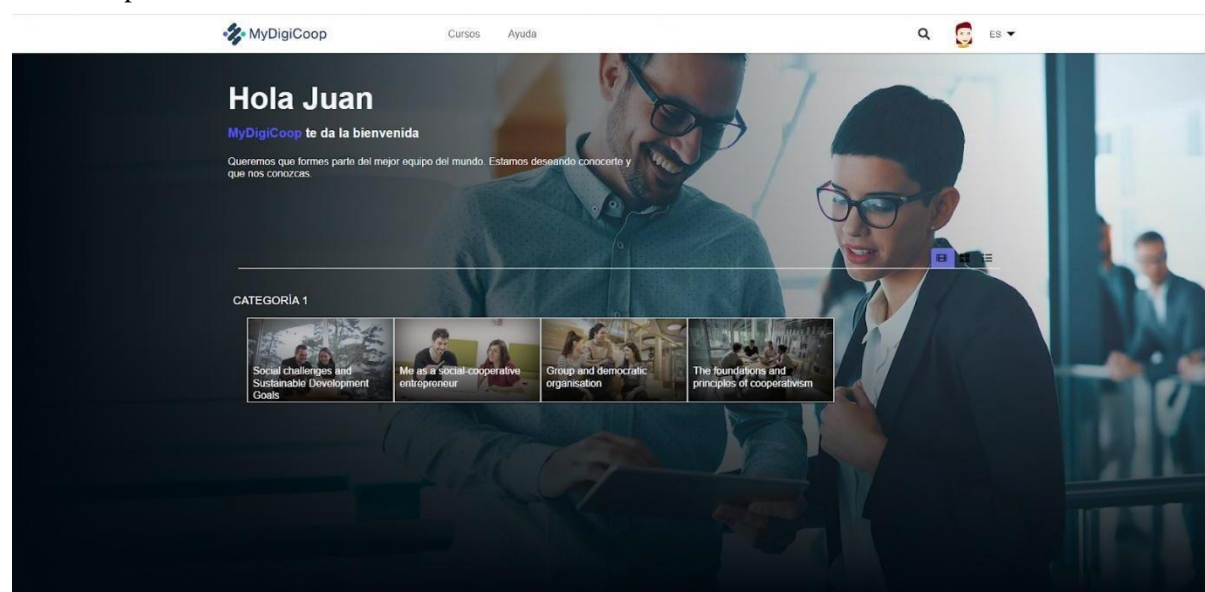 MyDigiCoop
Cursos Ayuda
ES
Hola Juan
MyDigiCoop te da la bienvenida
Queremos que formes parte del mejor equipo del mundo. Estamos deseando conocerte y
que nos conozcas.
CATEGORÍA 1
Social challenges and
Sustainable Development
Goals
Me as a social-cooperative
entrepreneur
Group and democratic
organisation
The foundations and
principles of cooperativism